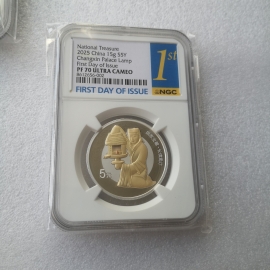 National Treasure
2025 China 15g S5Y
Changxin Palace Lamp
First Day of Issue
PF 70 ULTRA CAMEO
1st
FIRST DAY OF ISSUE
NGC
5